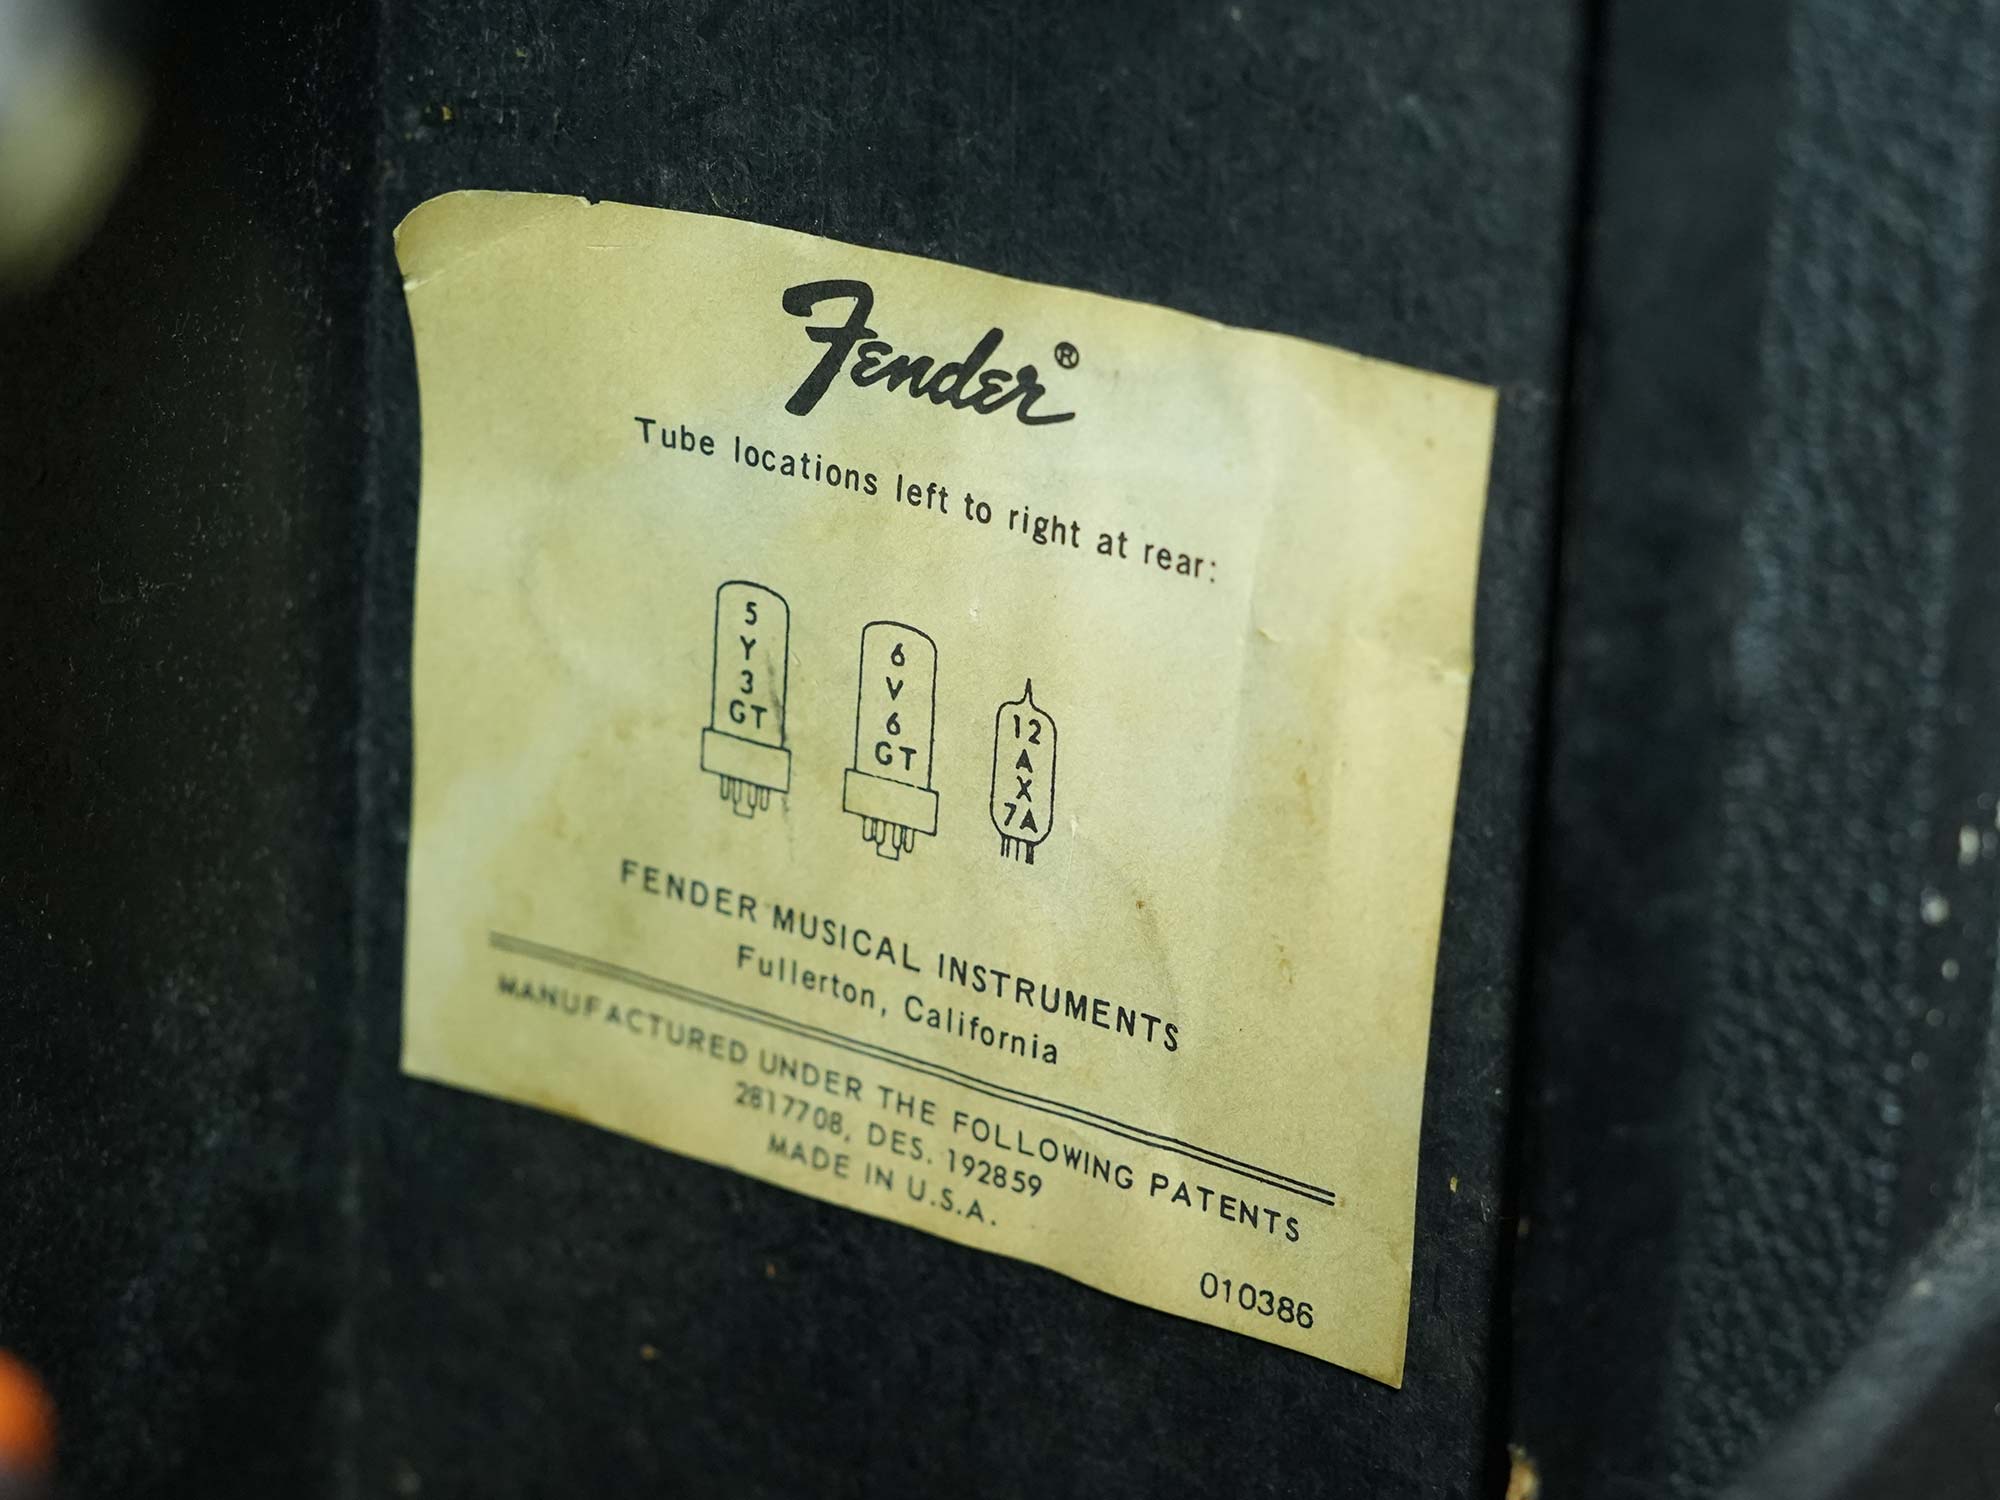 Fender®
Tube locations left to right at rear:
5
Y
3
GT
6
V
6
GT
12
A
X
7A
FENDER MUSICAL INSTRUMENTS
Fullerton, California
MANUFACTURED UNDER THE FOLLOWING PATENTS
2817708, DES. 192859
MADE IN U.S.A.
010386